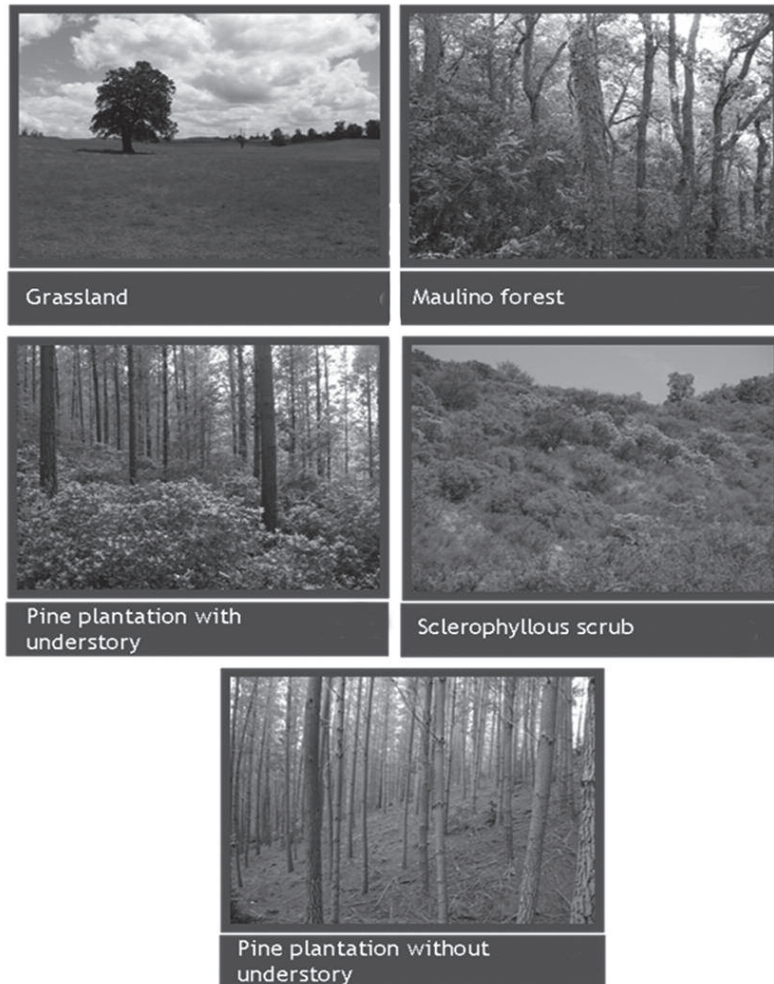 Grassland
Maulino forest
Pine plantation with
understory
Sclerophyllous scrub
Pine plantation without
understory